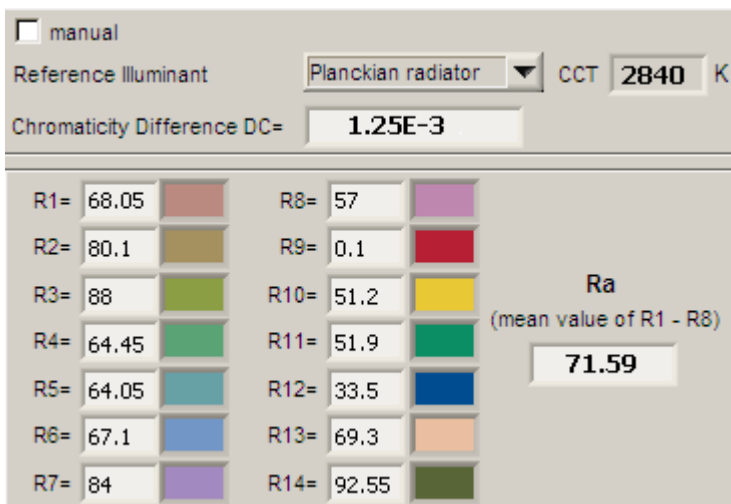 manual
Reference Illuminant Planckian radiator CCT 2840 K
Chromaticity Difference DC= 1.25E-3
R1= 68.05 R8= 57
R2= 80.1 R9= 0.1
R3= 88 R10= 51.2
R4= 64.45 R11= 51.9
R5= 64.05 R12= 33.5
R6= 67.1 R13= 69.3
R7= 84 R14= 92.55
Ra
(mean value of R1 - R8)
71.59